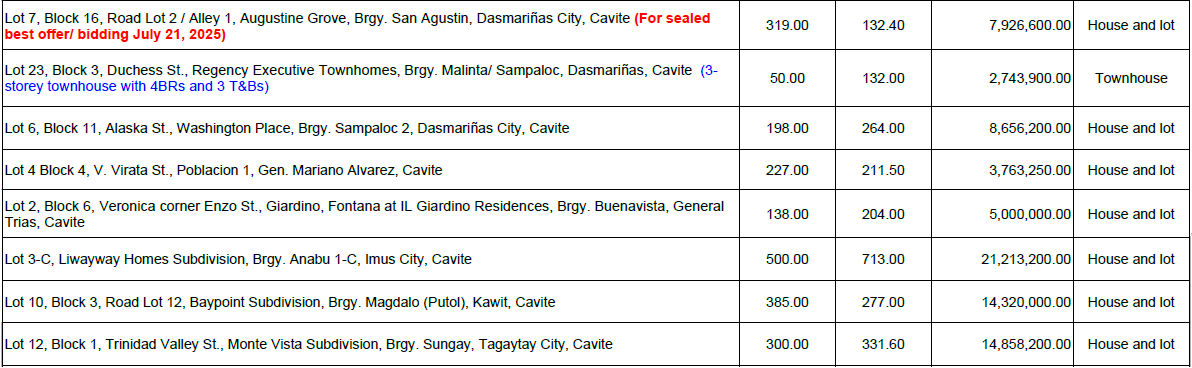 Lot 7, Block 16, Road Lot 2 / Alley 1, Augustine Grove, Brgy. San Agustin, Dasmariñas City, Cavite (For sealed
best offer/ bidding July 21, 2025) 319.00 132.40 7,926,600.00 House and lot
Lot 23, Block 3, Duchess St., Regency Executive Townhomes, Brgy. Malinta/ Sampaloc, Dasmariñas, Cavite (3-
storey townhouse with 4BRs and 3 T&Bs) 50.00 132.00 2,743,900.00 Townhouse
Lot 6, Block 11, Alaska St., Washington Place, Brgy. Sampaloc 2, Dasmariñas City, Cavite 198.00 264.00 8,656,200.00 House and lot
Lot 4 Block 4, V. Virata St., Poblacion 1, Gen. Mariano Alvarez, Cavite 227.00 211.50 3,763,250.00 House and lot
Lot 2, Block 6, Veronica corner Enzo St., Giardino, Fontana at IL Giardino Residences, Brgy. Buenavista, General
Trias, Cavite 138.00 204.00 5,000,000.00 House and lot
Lot 3-C, Liwayway Homes Subdivision, Brgy. Anabu 1-C, Imus City, Cavite 500.00 713.00 21,213,200.00 House and lot
Lot 10, Block 3, Road Lot 12, Baypoint Subdivision, Brgy. Magdalo (Putol), Kawit, Cavite 385.00 277.00 14,320,000.00 House and lot
Lot 12, Block 1, Trinidad Valley St., Monte Vista Subdivision, Brgy. Sungay, Tagaytay City, Cavite 300.00 331.60 14,858,200.00 House and lot